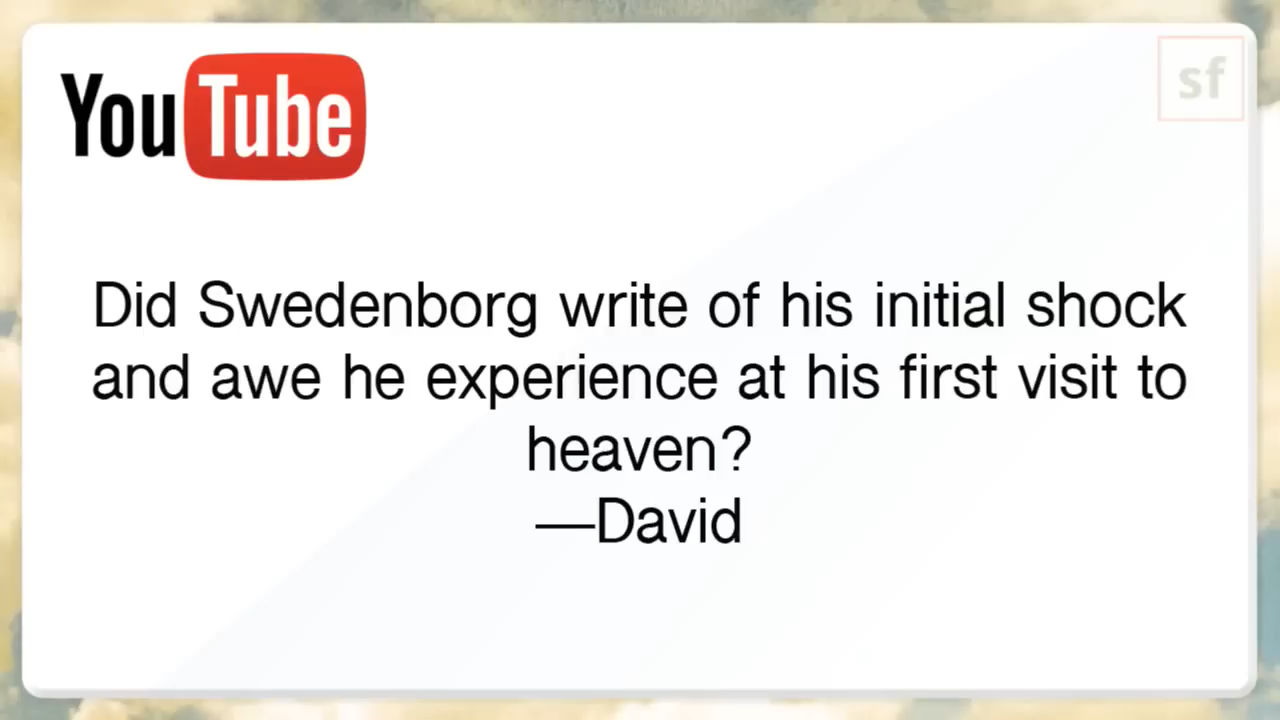 YouTube
sf
Did Swedenborg write of his initial shock
and awe he experience at his first visit to
heaven?
—David